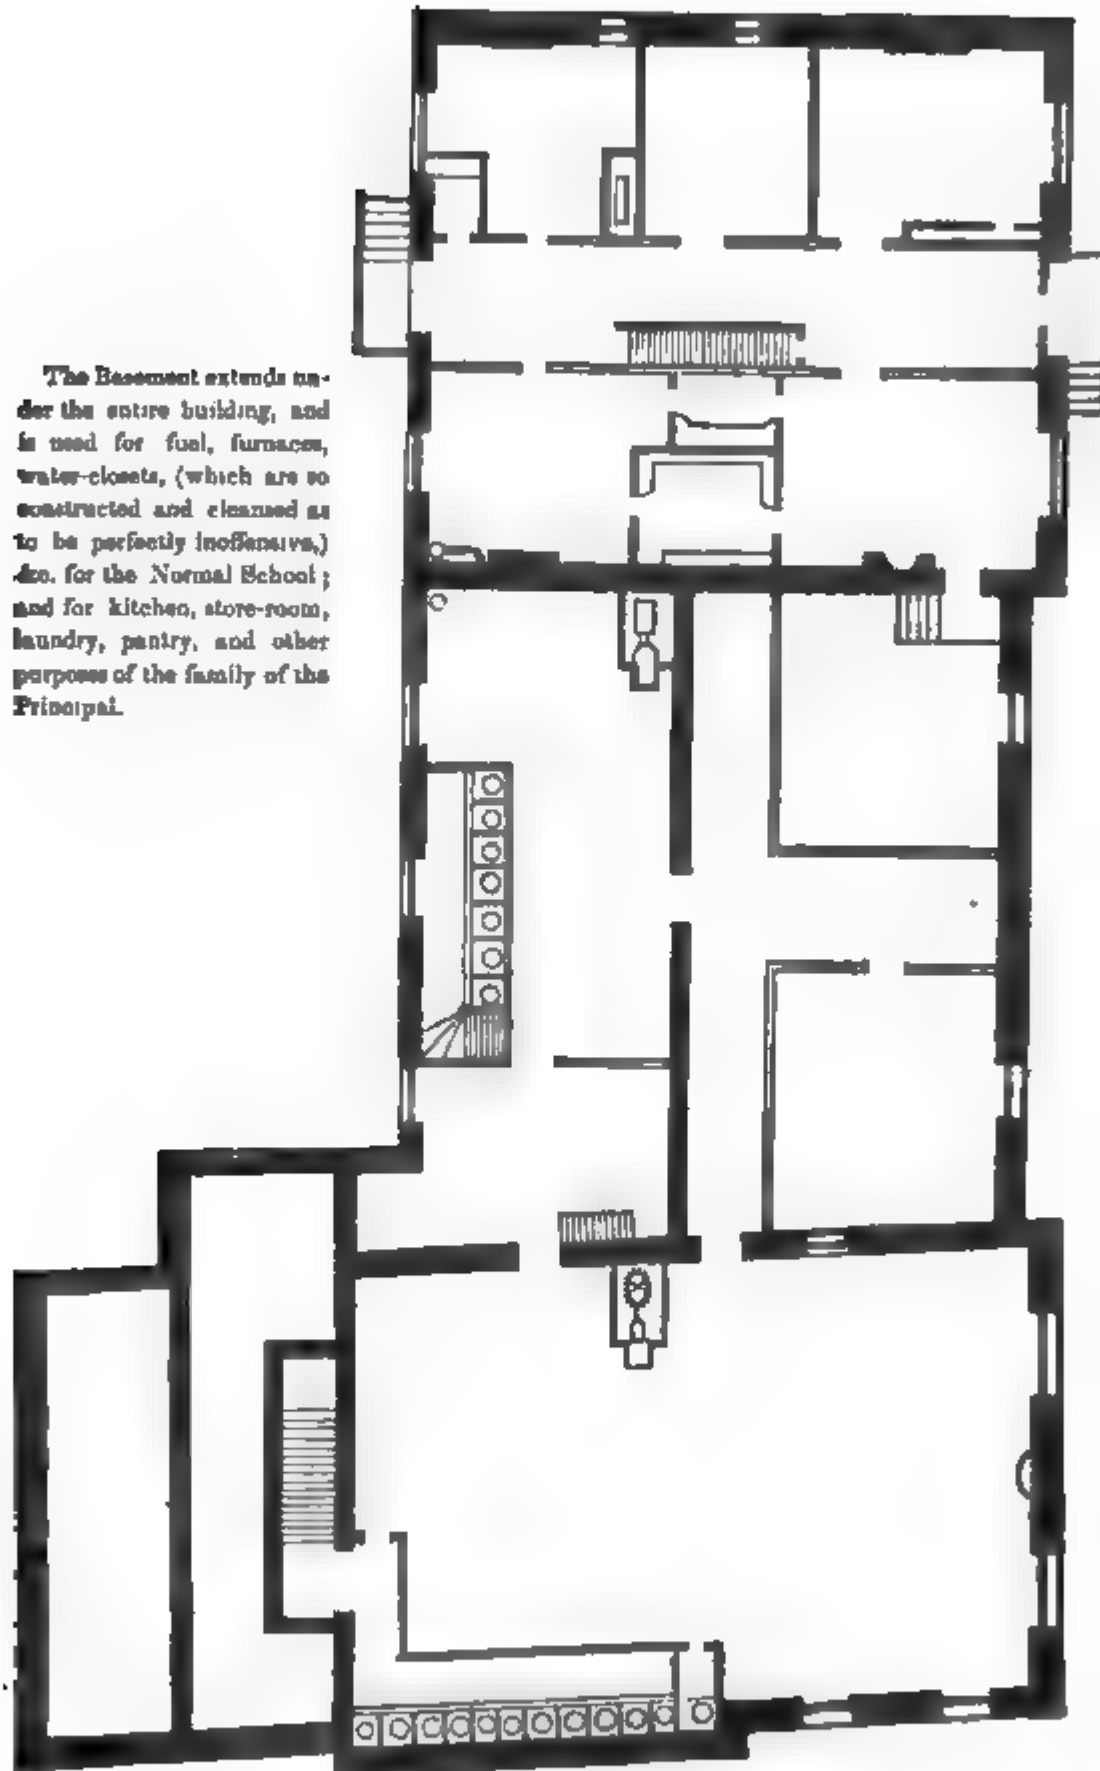 The Basement extends un-
der the entire building, and
is used for fuel, furnaces,
water-closets, (which are so
constructed and cleansed as
to be perfectly inoffensive,)
&c. for the Normal School;
and for kitchen, store-room,
laundry, pantry, and other
purposes of the family of the
Principal.